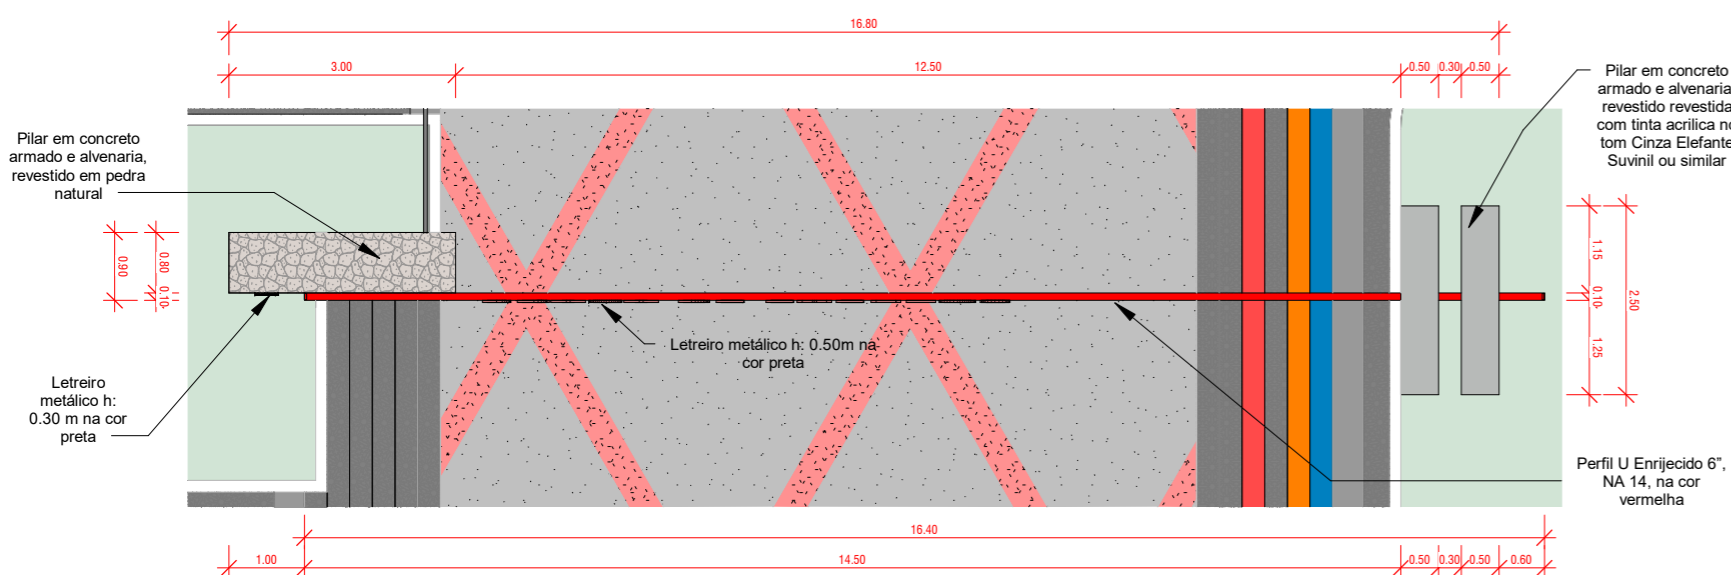 16.80
3.00
12.50
0.50
0.30
0.50
Pilar em concreto
armado e alvenaria,
revestido em pedra
natural
Pilar em concreto
armado e alvenaria
revestido revestida
com tinta acrilica no
tom Cinza Elefante
Suvinil ou similar
0.90
0.80
0.10
1.15
0.10
1.25
2.50
Letreiro metálico h: 0.50m na
cor preta
Letreiro
metálico h:
0.30 m na cor
preta
Perfil U Enrijecido 6”,
NA 14, na cor
vermelha
16.40
1.00
14.50
0.50
0.30
0.50
0.60